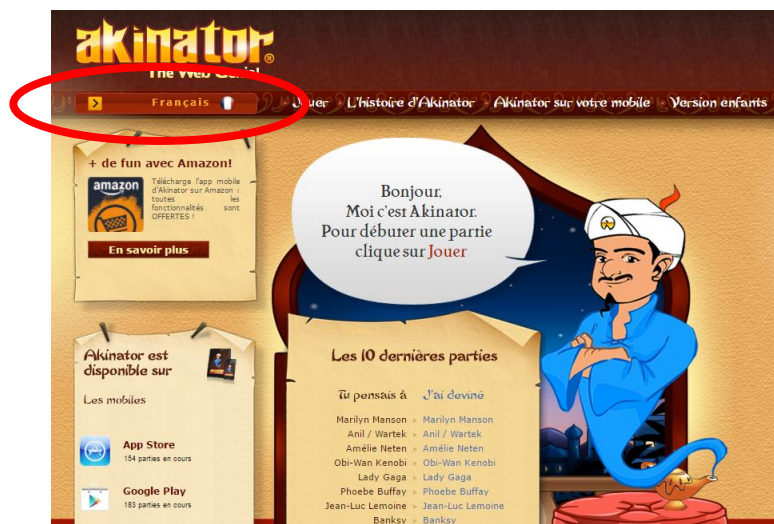 akinator®
The Web Genie!
Français
Jouer
L'histoire d'Akinator
Akinator sur votre mobile
Version enfants
+ de fun avec Amazon!
amazon
Télécharge l'app mobile
d'Akinator sur Amazon :
toutes les
fonctionnalités sont
OFFERTES !
En savoir plus
Bonjour,
Moi c'est Akinator.
Pour débuter une partie
clique sur Jouer
Akinator est
disponible sur
Les mobiles
App Store
154 parties en cours
Google Play
183 parties en cours
Les 10 dernières parties
Tu pensais à J'ai deviné
Marilyn Manson » Marilyn Manson
Anil / Wartek » Anil / Wartek
Amélie Neten » Amélie Neten
Obi-Wan Kenobi » Obi-Wan Kenobi
Lady Gaga » Lady Gaga
Phoebe Buffay » Phoebe Buffay
Jean-Luc Lemoine » Jean-Luc Lemoine
Banksy » Banksy